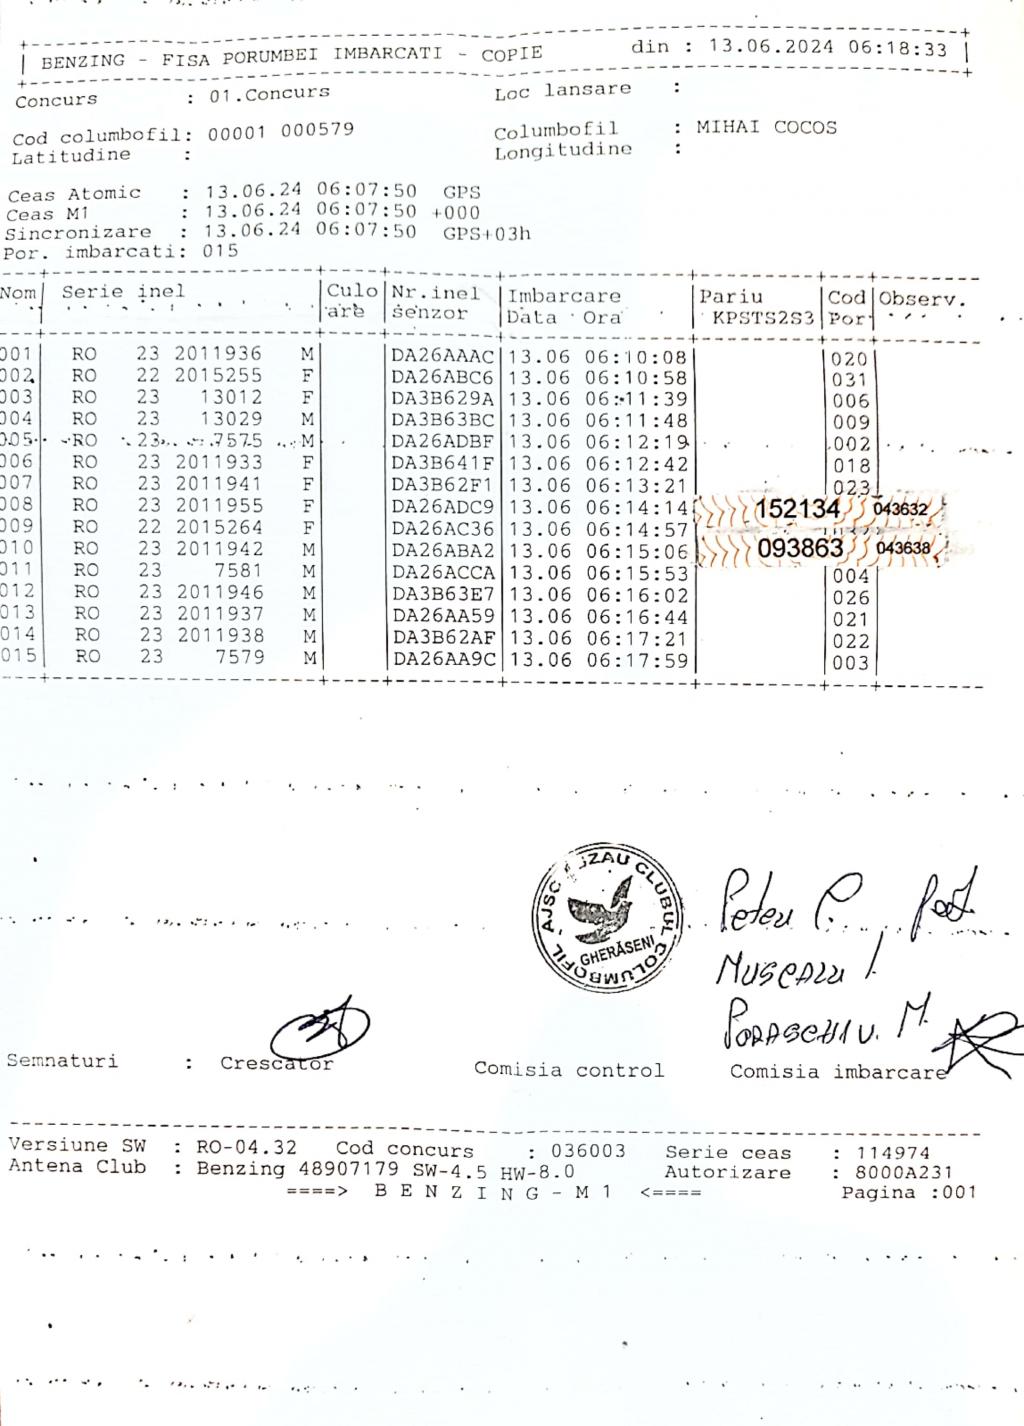 BENZING - FISA PORUMBEI IMBARCATI - COPIE din : 13.06.2024 06:18:33
Concurs : 01.Concurs Loc lansare :
Cod columbofil: 00001 000579 Columbofil : MIHAI COCOS
Latitudine : Longitudine :
Ceas Atomic : 13.06.24 06:07:50 GPS
Ceas M1 : 13.06.24 06:07:50 +000
Sincronizare : 13.06.24 06:07:50 GPS+03h
Por. imbarcati: 015
Nom Serie inel Culo Nr.inel Imbarcare Pariu Cod Observ.
are senzor Data Ora KPSTS2S3 Por
001 RO 23 2011936 M DA26AAAC 13.06 06:10:08 020
002 RO 22 2015255 F DA26ABC6 13.06 06:10:58 031
003 RO 23 13012 F DA3B629A 13.06 06:11:39 006
004 RO 23 13029 M DA3B63BC 13.06 06:11:48 009
005 RO 23 7575 M DA26ADBF 13.06 06:12:19 002
006 RO 23 2011933 F DA3B641F 13.06 06:12:42 018
007 RO 23 2011941 F DA3B62F1 13.06 06:13:21 023
008 RO 23 2011955 F DA26ADC9 13.06 06:14:14 152134 043632
009 RO 22 2015264 F DA26AC36 13.06 06:14:57
010 RO 23 2011942 M DA26ABA2 13.06 06:15:06 093863 043638
011 RO 23 7581 M DA26ACCA 13.06 06:15:53 004
012 RO 23 2011946 M DA3B63E7 13.06 06:16:02 026
013 RO 23 2011937 M DA26AA59 13.06 06:16:44 021
014 RO 23 2011938 M DA3B62AF 13.06 06:17:21 022
015 RO 23 7579 M DA26AA9C 13.06 06:17:59 003
AJSC BUZAU CLUBUL COLUMBOFIL
GHERĂSENI
Peteu P.
Muscalu I.
Paraschiv. M.
Semnaturi : Crescator Comisia control Comisia imbarcare
Versiune SW : RO-04.32 Cod concurs : 036003 Serie ceas : 114974
Antena Club : Benzing 48907179 SW-4.5 HW-8.0 Autorizare : 8000A231
====> B E N Z I N G - M 1 <==== Pagina :001